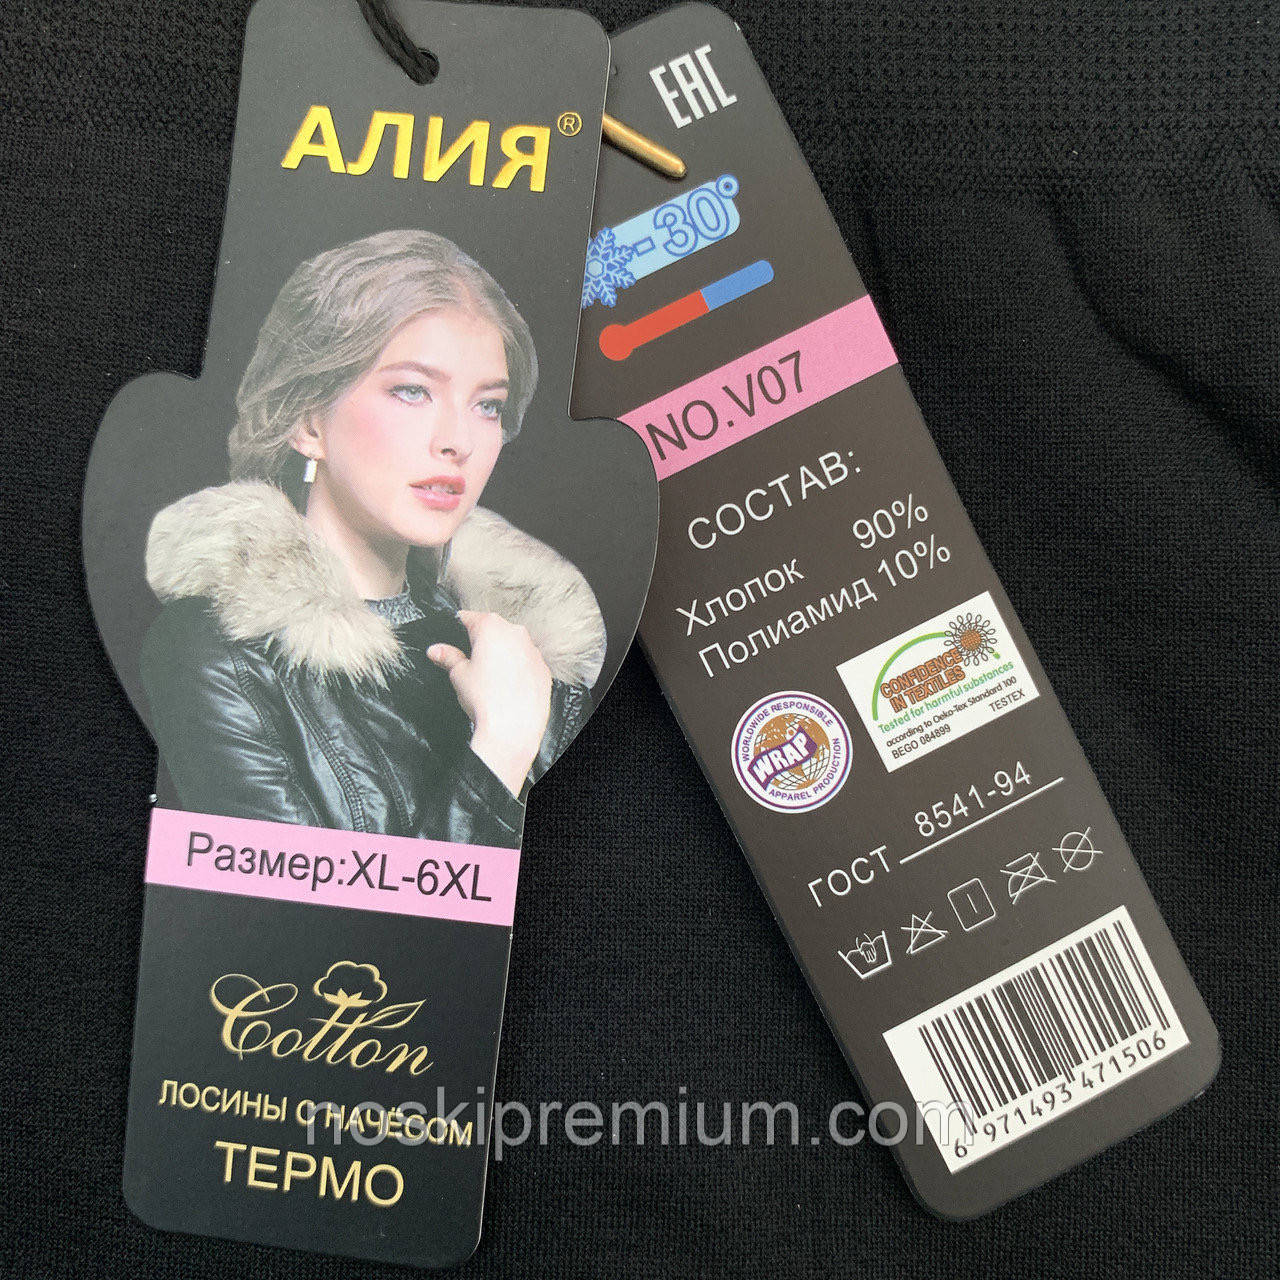 АЛИЯ®
Размер:XL-6XL
Cotton
ЛОСИНЫ С НАЧЁСОМ
ТЕРМО
EAC
-30°
NO.V07
СОСТАВ:
Хлопок 90%
Полиамид 10%
CONFIDENCE
IN TEXTILES
Tested for harmful substances
according to Oeko-Tex Standard 100
BEGO 084899 TESTEX
WORLDWIDE RESPONSIBLE
WRAP
APPAREL PRODUCTION
ГОСТ 8541-94
6 971493 471506
noskipremium.com